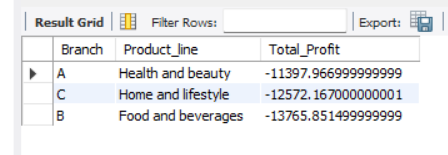 Result Grid Filter Rows: Export:
Branch Product_line Total_Profit
A Health and beauty -11397.966999999999
C Home and lifestyle -12572.167000000001
B Food and beverages -13765.851499999999